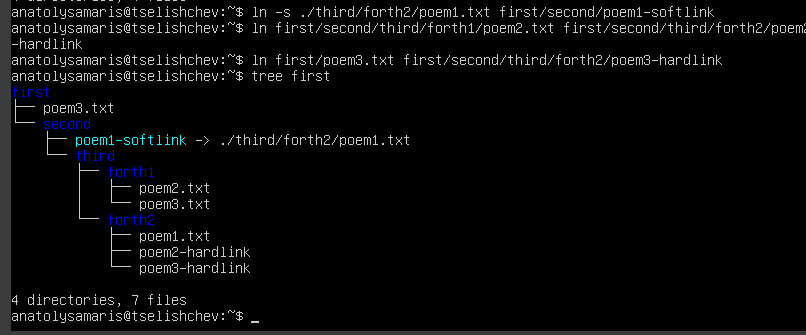 anatolysamaris@tselishchev:~$ ln -s ./third/forth2/poem1.txt first/second/poem1-softlink
anatolysamaris@tselishchev:~$ ln first/second/third/forth1/poem2.txt first/second/third/forth2/poem2
-hardlink
anatolysamaris@tselishchev:~$ ln first/poem3.txt first/second/third/forth2/poem3-hardlink
anatolysamaris@tselishchev:~$ tree first
first
├── poem3.txt
└── second
    ├── poem1-softlink -> ./third/forth2/poem1.txt
    └── third
        ├── forth1
        │   ├── poem2.txt
        │   └── poem3.txt
        └── forth2
            ├── poem1.txt
            ├── poem2-hardlink
            └── poem3-hardlink
4 directories, 7 files
anatolysamaris@tselishchev:~$ _